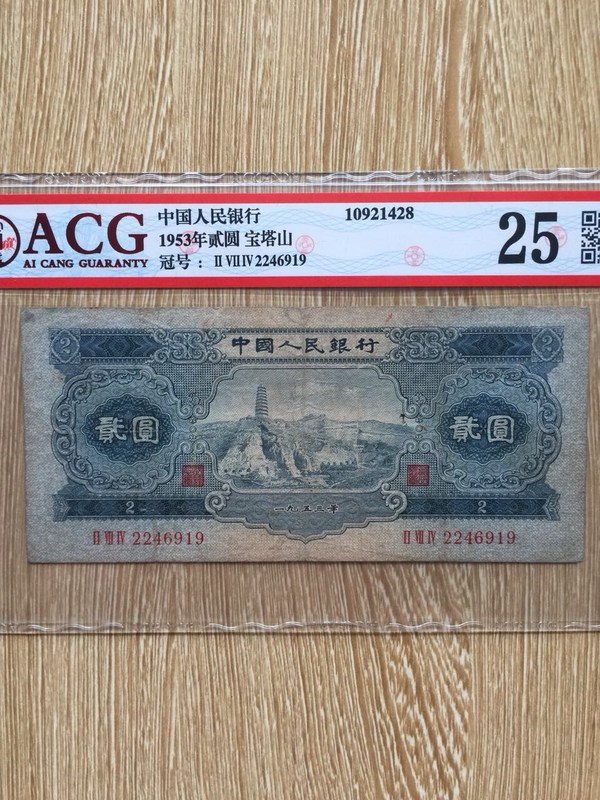 ACG
AI CANG GUARANTY
中国人民银行
10921428
1953年贰圆 宝塔山
冠号： II VII IV 2246919
25
2
2
中國人民銀行
貳圓
貳圓
2
一九五三年
2
II VII IV 2246919
II VII IV 2246919